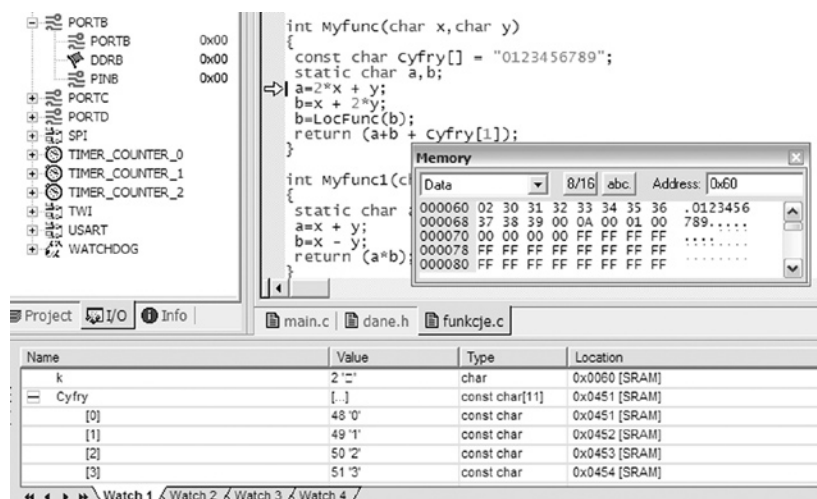 PORTB
PORTB 0x00
DDRB 0x00
PINB 0x00
PORTC
PORTD
SPI
TIMER_COUNTER_0
TIMER_COUNTER_1
TIMER_COUNTER_2
TWI
USART
WATCHDOG
Project I/O Info
int Myfunc(char x,char y)
{
const char Cyfry[] = "0123456789";
static char a,b;
a=2*x + y;
b=x + 2*y;
b=LocFunc(b);
return (a+b + Cyfry[1]);
}
int Myfunc1(ch
{
static char a
a=x + y;
b=x - y;
return (a*b);
}
Memory
Data 8/16 abc. Address: 0x60
000060 02 30 31 32 33 34 35 36 .0123456
000068 37 38 39 00 0A 00 01 00 789.....
000070 00 00 00 00 FF FF FF FF ........
000078 FF FF FF FF FF FF FF FF ........
000080 FF FF FF FF FF FF FF FF ........
main.c dane.h funkcje.c
Name Value Type Location
k 2 '□' char 0x0060 [SRAM]
Cyfry [...] const char[11] 0x0451 [SRAM]
[0] 48 '0' const char 0x0451 [SRAM]
[1] 49 '1' const char 0x0452 [SRAM]
[2] 50 '2' const char 0x0453 [SRAM]
[3] 51 '3' const char 0x0454 [SRAM]
Watch 1 Watch 2 Watch 3 Watch 4